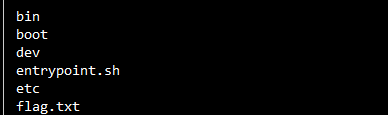 bin
boot
dev
entrypoint.sh
etc
flag.txt